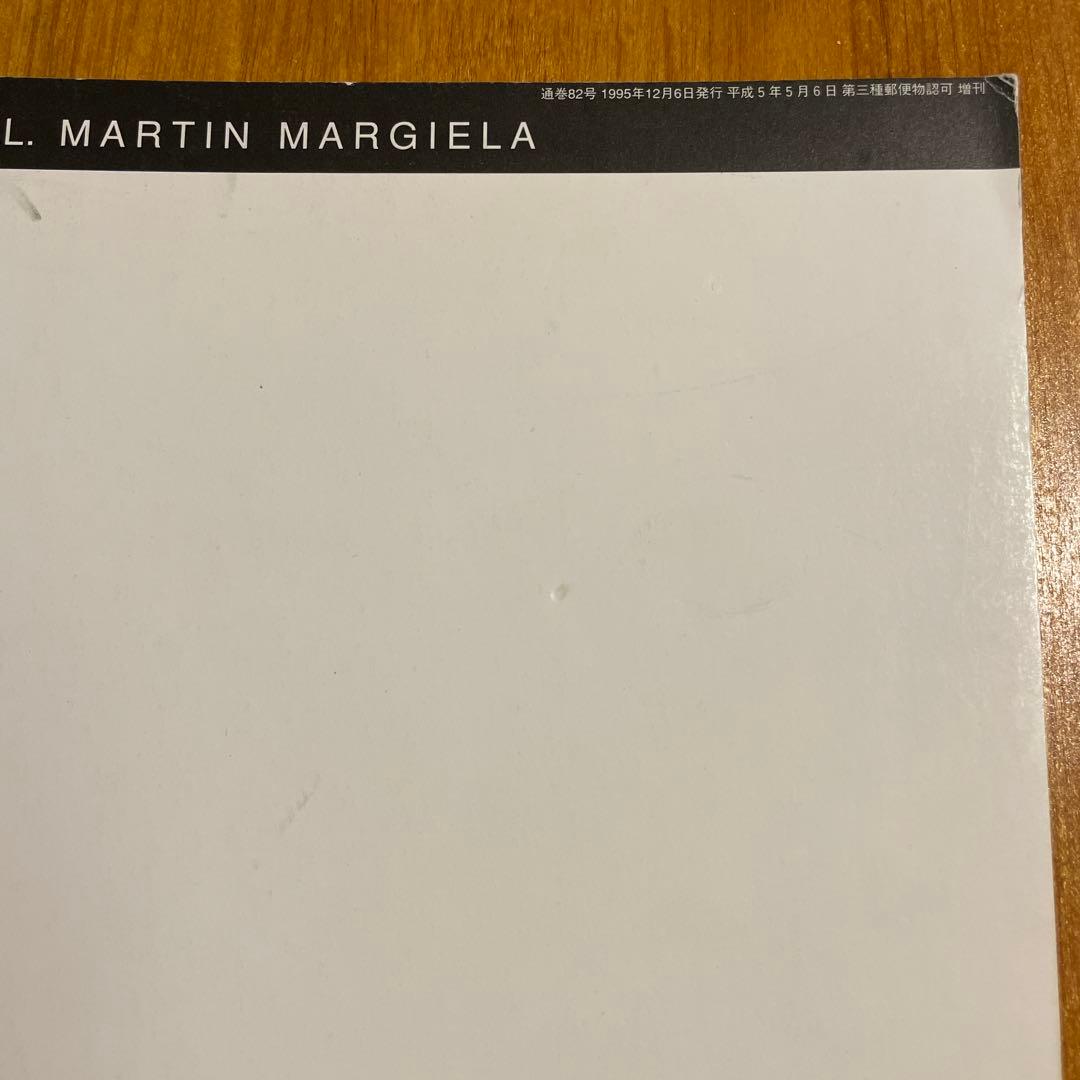 通巻82号 1995年12月6日発行 平成5年5月6日 第三種郵便物認可 増刊
L. MARTIN MARGIELA